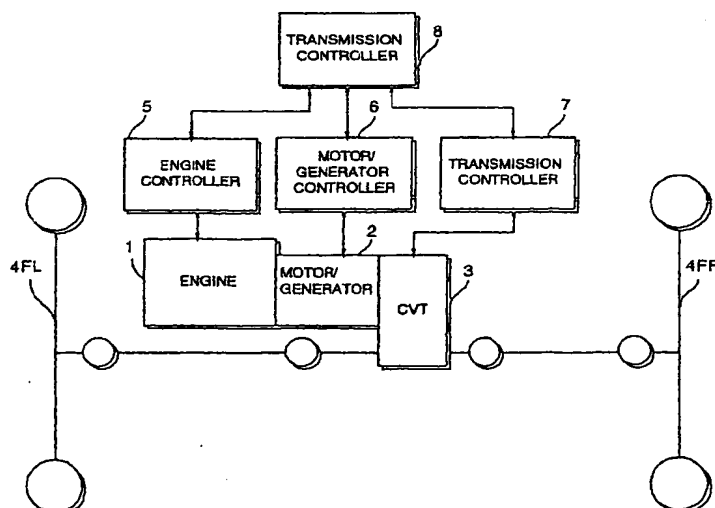 TRANSMISSION
CONTROLLER
8
5
ENGINE
CONTROLLER
6
MOTOR/
GENERATOR
CONTROLLER
7
TRANSMISSION
CONTROLLER
4FL
1
ENGINE
2
MOTOR/
GENERATOR
CVT
3
4FR